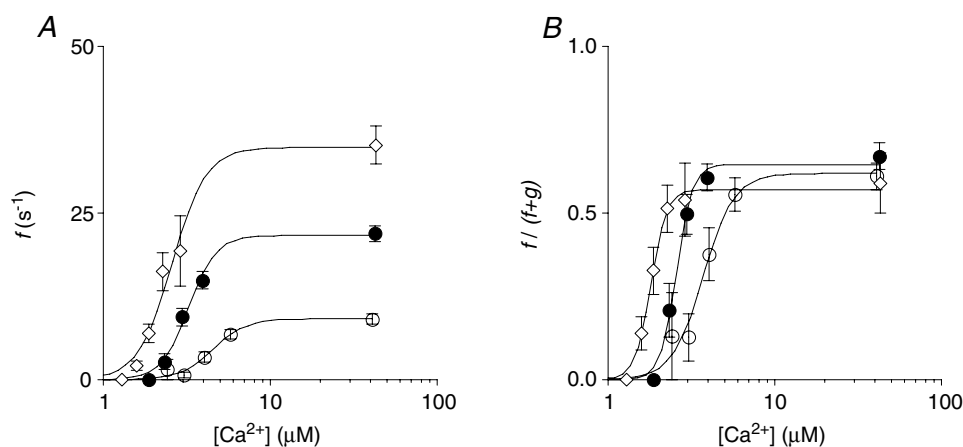 A
50
25
0
f (s⁻¹)
1 10 100
[Ca²⁺] (μM)
B
1.0
0.5
0.0
f / (f+g)
1 10 100
[Ca²⁺] (μM)